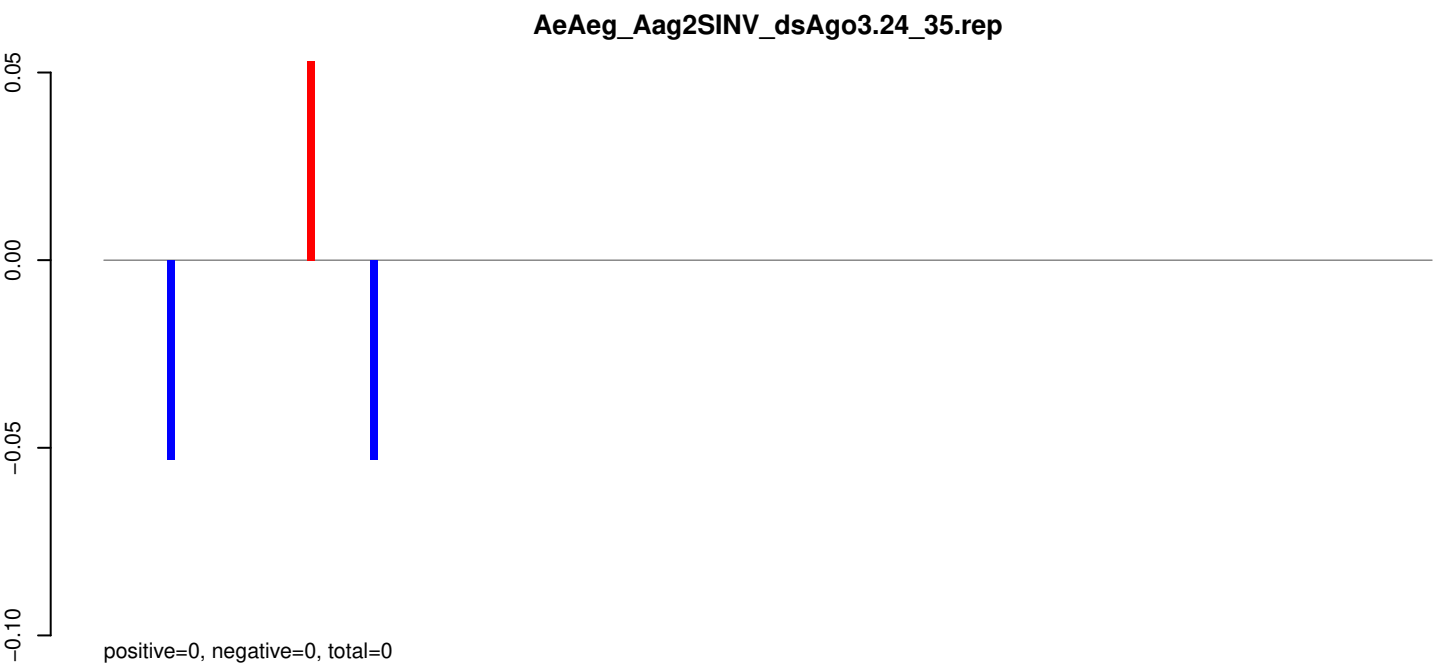 AeAeg_Aag2SINV_dsAgo3.24_35.rep
0.05
0.00
−0.05
−0.10
positive=0, negative=0, total=0